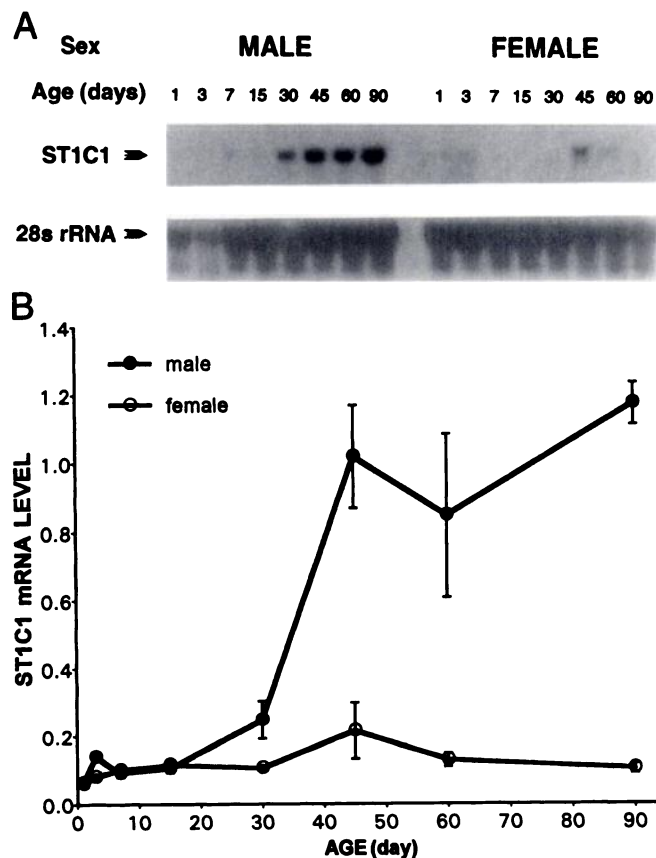 A
Sex MALE FEMALE
Age (days) 1 3 7 15 30 45 60 90 1 3 7 15 30 45 60 90
ST1C1
28s rRNA
B
1.4
male
1.2
female
1.0
0.8
0.6
0.4
0.2
0.0
ST1C1 mRNA LEVEL
0 10 20 30 40 50 60 70 80 90
AGE (day)